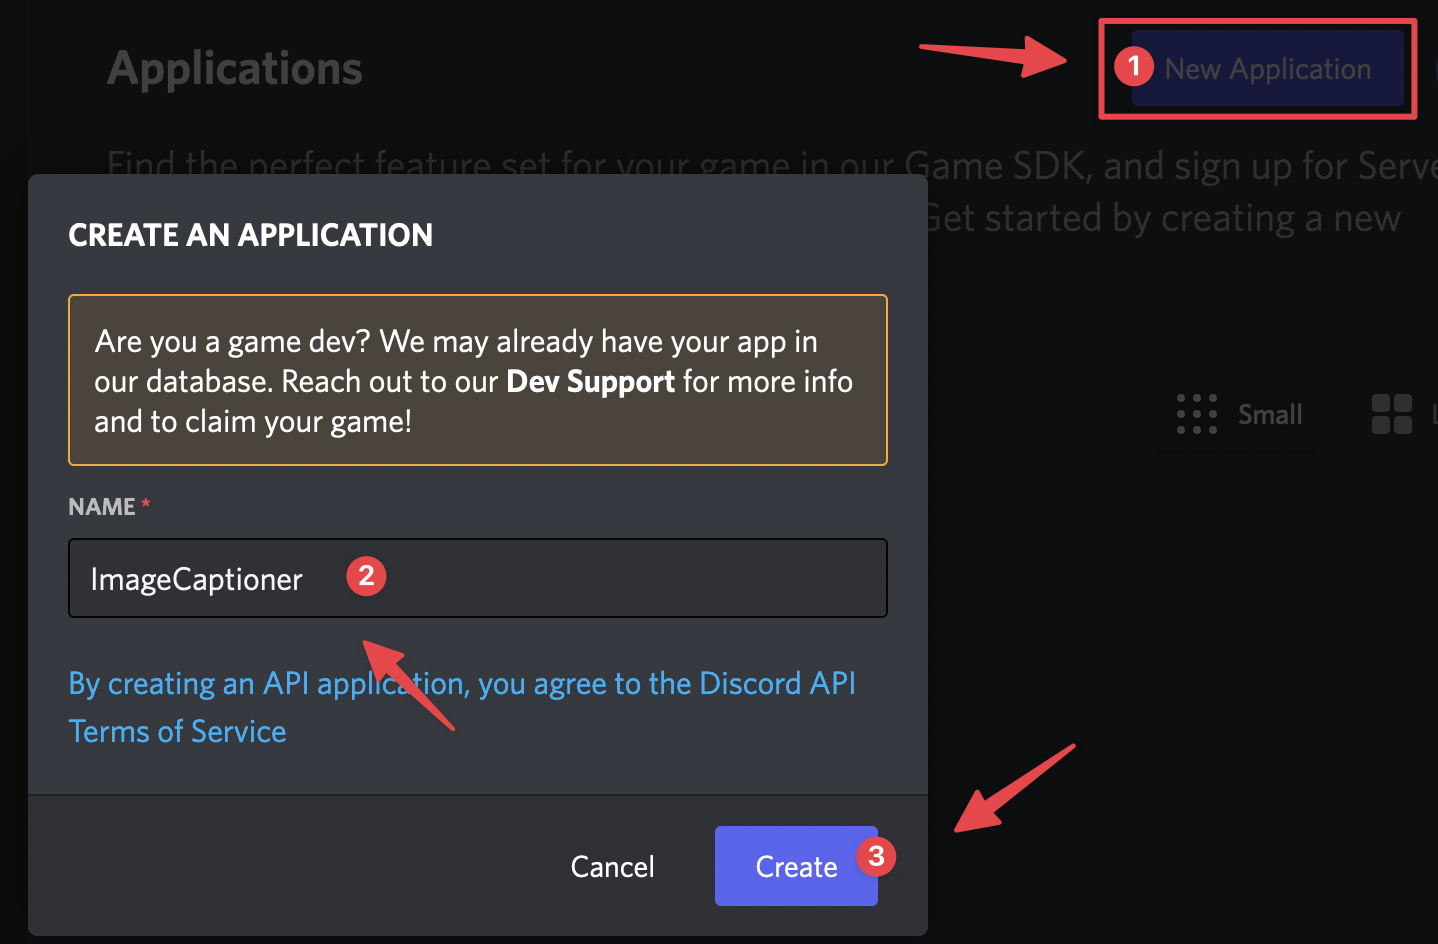 Applications
1 New Application
Find the perfect feature set for your game in our Game SDK, and sign up for
Get started by creating a new
CREATE AN APPLICATION
Are you a game dev? We may already have your app in
our database. Reach out to our Dev Support for more info
and to claim your game!
Small
NAME *
ImageCaptioner 2
By creating an API application, you agree to the Discord API
Terms of Service
Cancel
Create 3